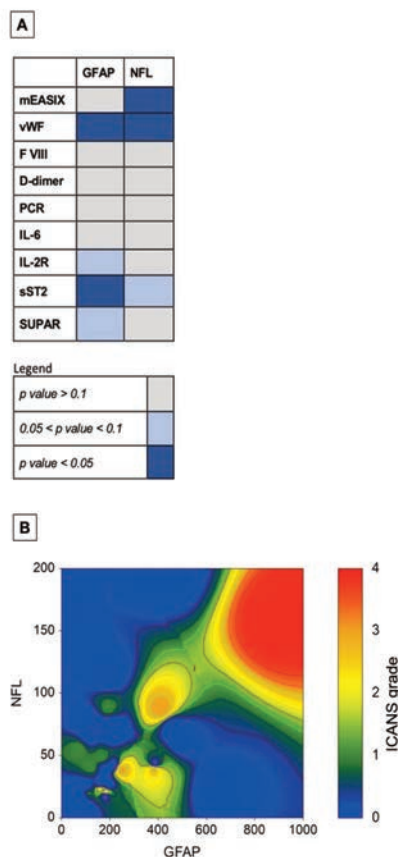 A
GFAP NFL
mEASIX
vWF
F VIII
D-dimer
PCR
IL-6
IL-2R
sST2
SUPAR
Legend
p value > 0.1
0.05 < p value < 0.1
p value < 0.05
B
200
150
100
50
0
NFL
0 200 400 600 800 1000
GFAP
4
3
2
1
0
ICANS grade